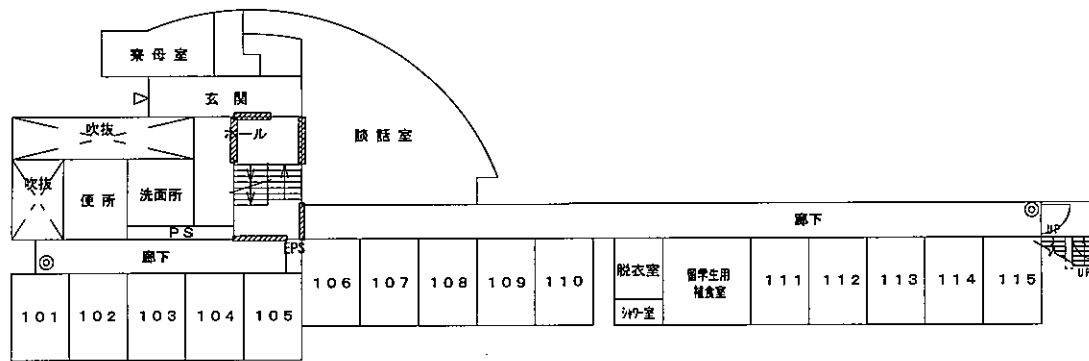 寮母室
玄関
談話室
吹抜
ホール
吹抜
便所
洗面所
PS
EPS
廊下
廊下
UP
UP
101
102
103
104
105
106
107
108
109
110
脱衣室
シャワー室
留学生用
補食室
111
112
113
114
115